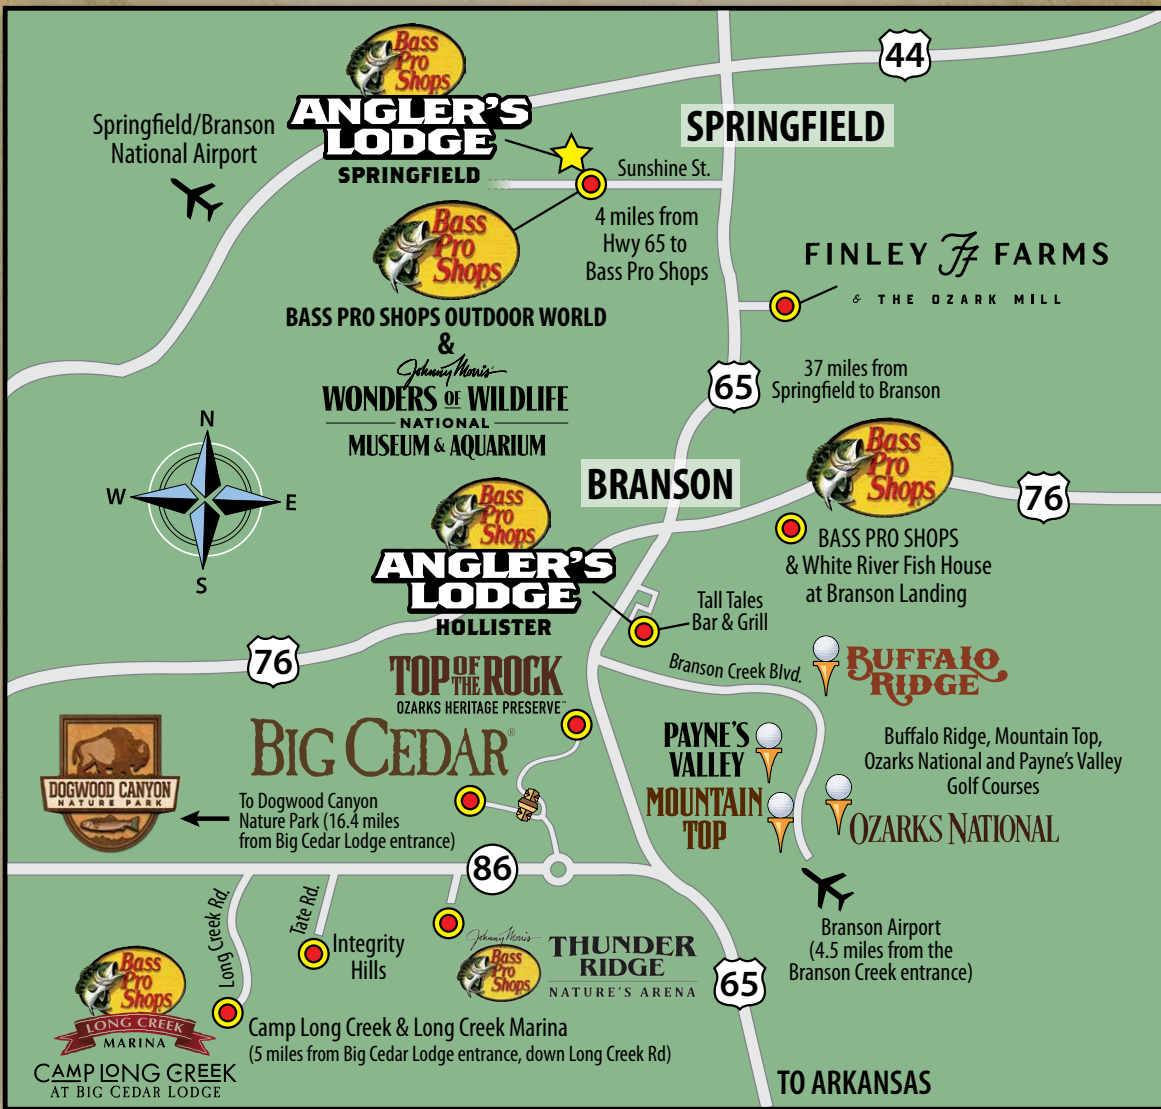 Bass
Pro
Shops
ANGLER'S
LODGE
SPRINGFIELD
44
Springfield/Branson
National Airport
SPRINGFIELD
Sunshine St.
4 miles from
Hwy 65 to
Bass Pro Shops
Bass
Pro
Shops
BASS PRO SHOPS OUTDOOR WORLD
&
Johnny Morris'
WONDERS OF WILDLIFE
NATIONAL
MUSEUM & AQUARIUM
FINLEY FF FARMS
& THE OZARK MILL
65
37 miles from
Springfield to Branson
N
W
E
S
BRANSON
Bass
Pro
Shops
76
BASS PRO SHOPS
& White River Fish House
at Branson Landing
Bass
Pro
Shops
ANGLER'S
LODGE
HOLLISTER
Tall Tales
Bar & Grill
76
Branson Creek Blvd.
BUFFALO
RIDGE
TOP OF THE ROCK
OZARKS HERITAGE PRESERVE™
BIG CEDAR®
PAYNE'S
VALLEY
MOUNTAIN
TOP
Buffalo Ridge, Mountain Top,
Ozarks National and Payne's Valley
Golf Courses
OZARKS NATIONAL
DOGWOOD CANYON
NATURE PARK
To Dogwood Canyon
Nature Park (16.4 miles
from Big Cedar Lodge entrance)
86
Long Creek Rd.
Tate Rd.
Integrity
Hills
Johnny Morris'
Bass
Pro
Shops
THUNDER
RIDGE
NATURE'S ARENA
65
Branson Airport
(4.5 miles from the
Branson Creek entrance)
Bass
Pro
Shops
LONG CREEK
MARINA
CAMP LONG CREEK
AT BIG CEDAR LODGE
Camp Long Creek & Long Creek Marina
(5 miles from Big Cedar Lodge entrance, down Long Creek Rd)
TO ARKANSAS